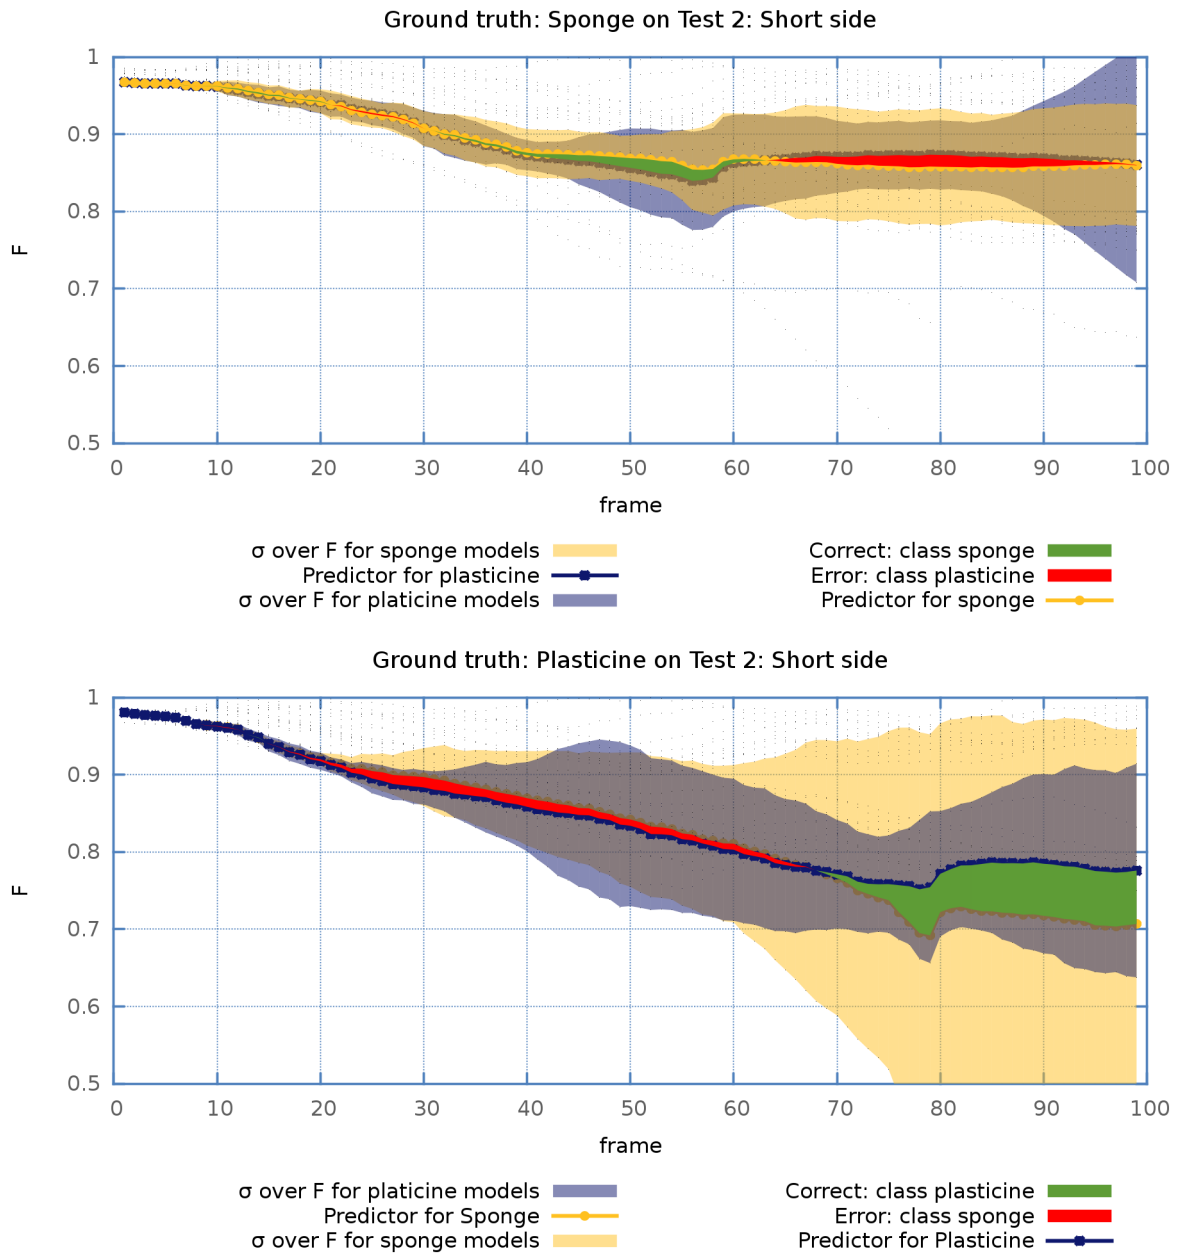 Ground truth: Sponge on Test 2: Short side
1
0.9
0.8
0.7
0.6
0.5
F
0 10 20 30 40 50 60 70 80 90 100
frame
σ over F for sponge models
Predictor for plasticine
σ over F for platicine models
Correct: class sponge
Error: class plasticine
Predictor for sponge
Ground truth: Plasticine on Test 2: Short side
1
0.9
0.8
0.7
0.6
0.5
F
0 10 20 30 40 50 60 70 80 90 100
frame
σ over F for platicine models
Predictor for Sponge
σ over F for sponge models
Correct: class plasticine
Error: class sponge
Predictor for Plasticine